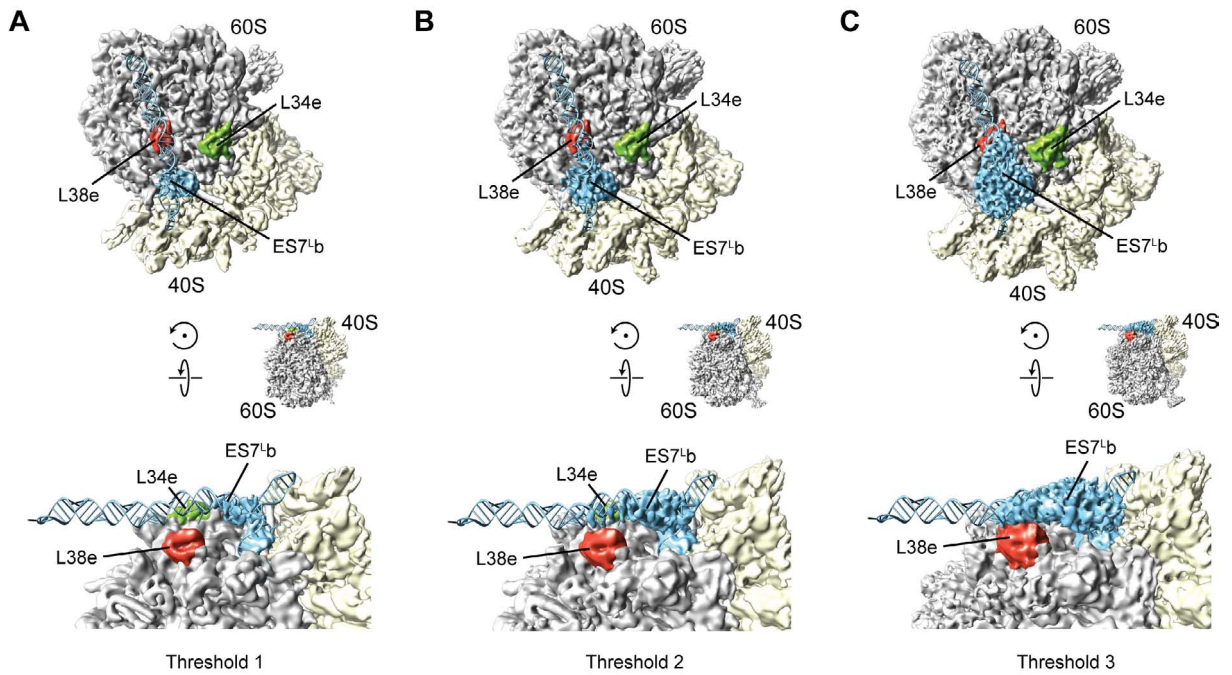 A
60S
L34e
L38e
ES7ᴸb
40S
40S
60S
ES7ᴸb
L34e
L38e
Threshold 1
B
60S
L34e
L38e
ES7ᴸb
40S
40S
60S
ES7ᴸb
L34e
L38e
Threshold 2
C
60S
L34e
L38e
ES7ᴸb
40S
40S
60S
ES7ᴸb
L38e
Threshold 3